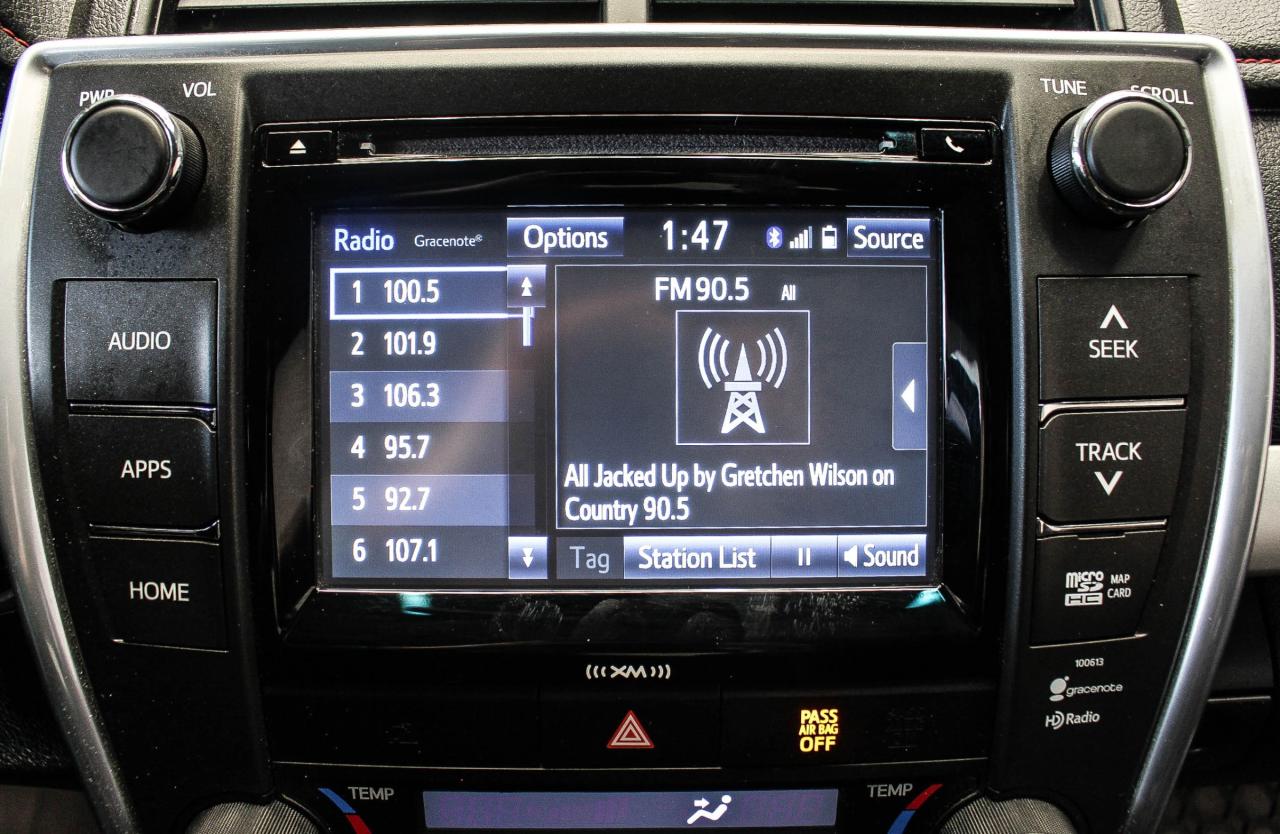 PWR VOL
TUNE SCROLL
Radio Gracenote® Options 1:47 Source
1 100.5
2 101.9
3 106.3
4 95.7
5 92.7
6 107.1
FM 90.5 All
All Jacked Up by Gretchen Wilson on
Country 90.5
Tag Station List Sound
AUDIO
APPS
HOME
SEEK
TRACK
micro SD HC
MAP
CARD
100613
gracenote
HD Radio
(((XM)))
PASS
AIR BAG
OFF
TEMP
TEMP